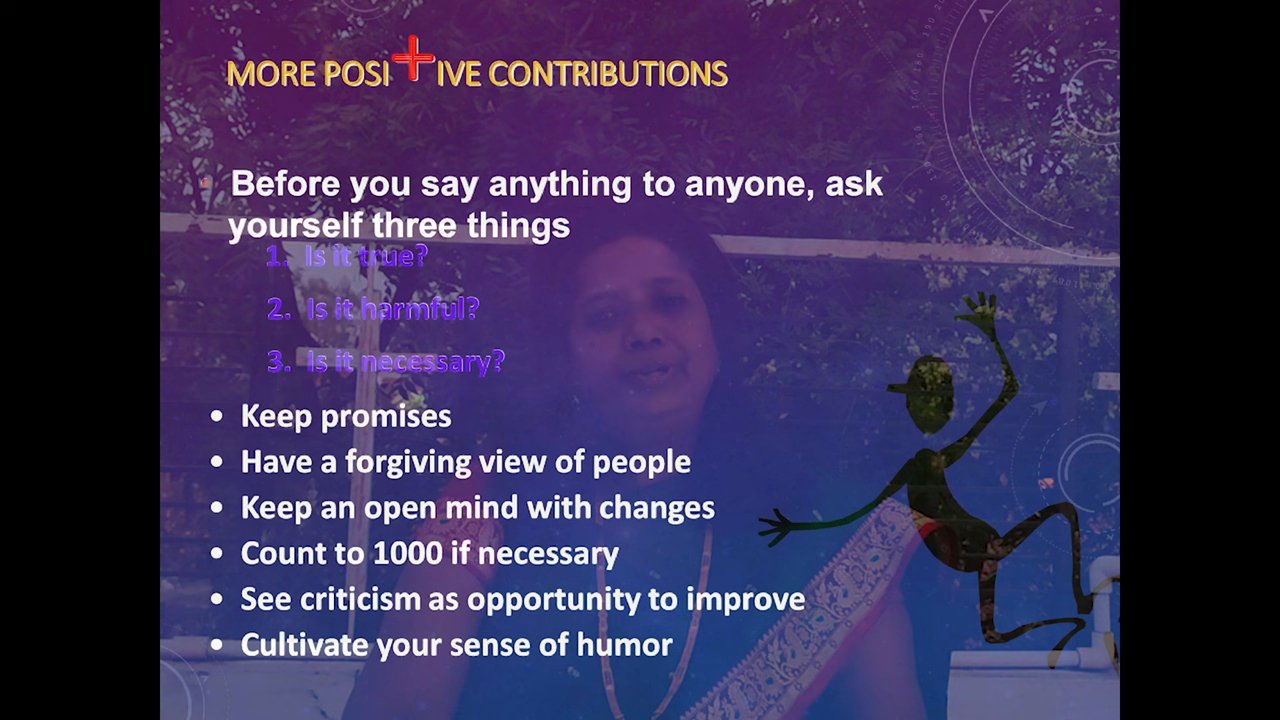 MORE POSI+IVE CONTRIBUTIONS
Before you say anything to anyone, ask
yourself three things
1. Is it true?
2. Is it harmful?
3. Is it necessary?
• Keep promises
• Have a forgiving view of people
• Keep an open mind with changes
• Count to 1000 if necessary
• See criticism as opportunity to improve
• Cultivate your sense of humor